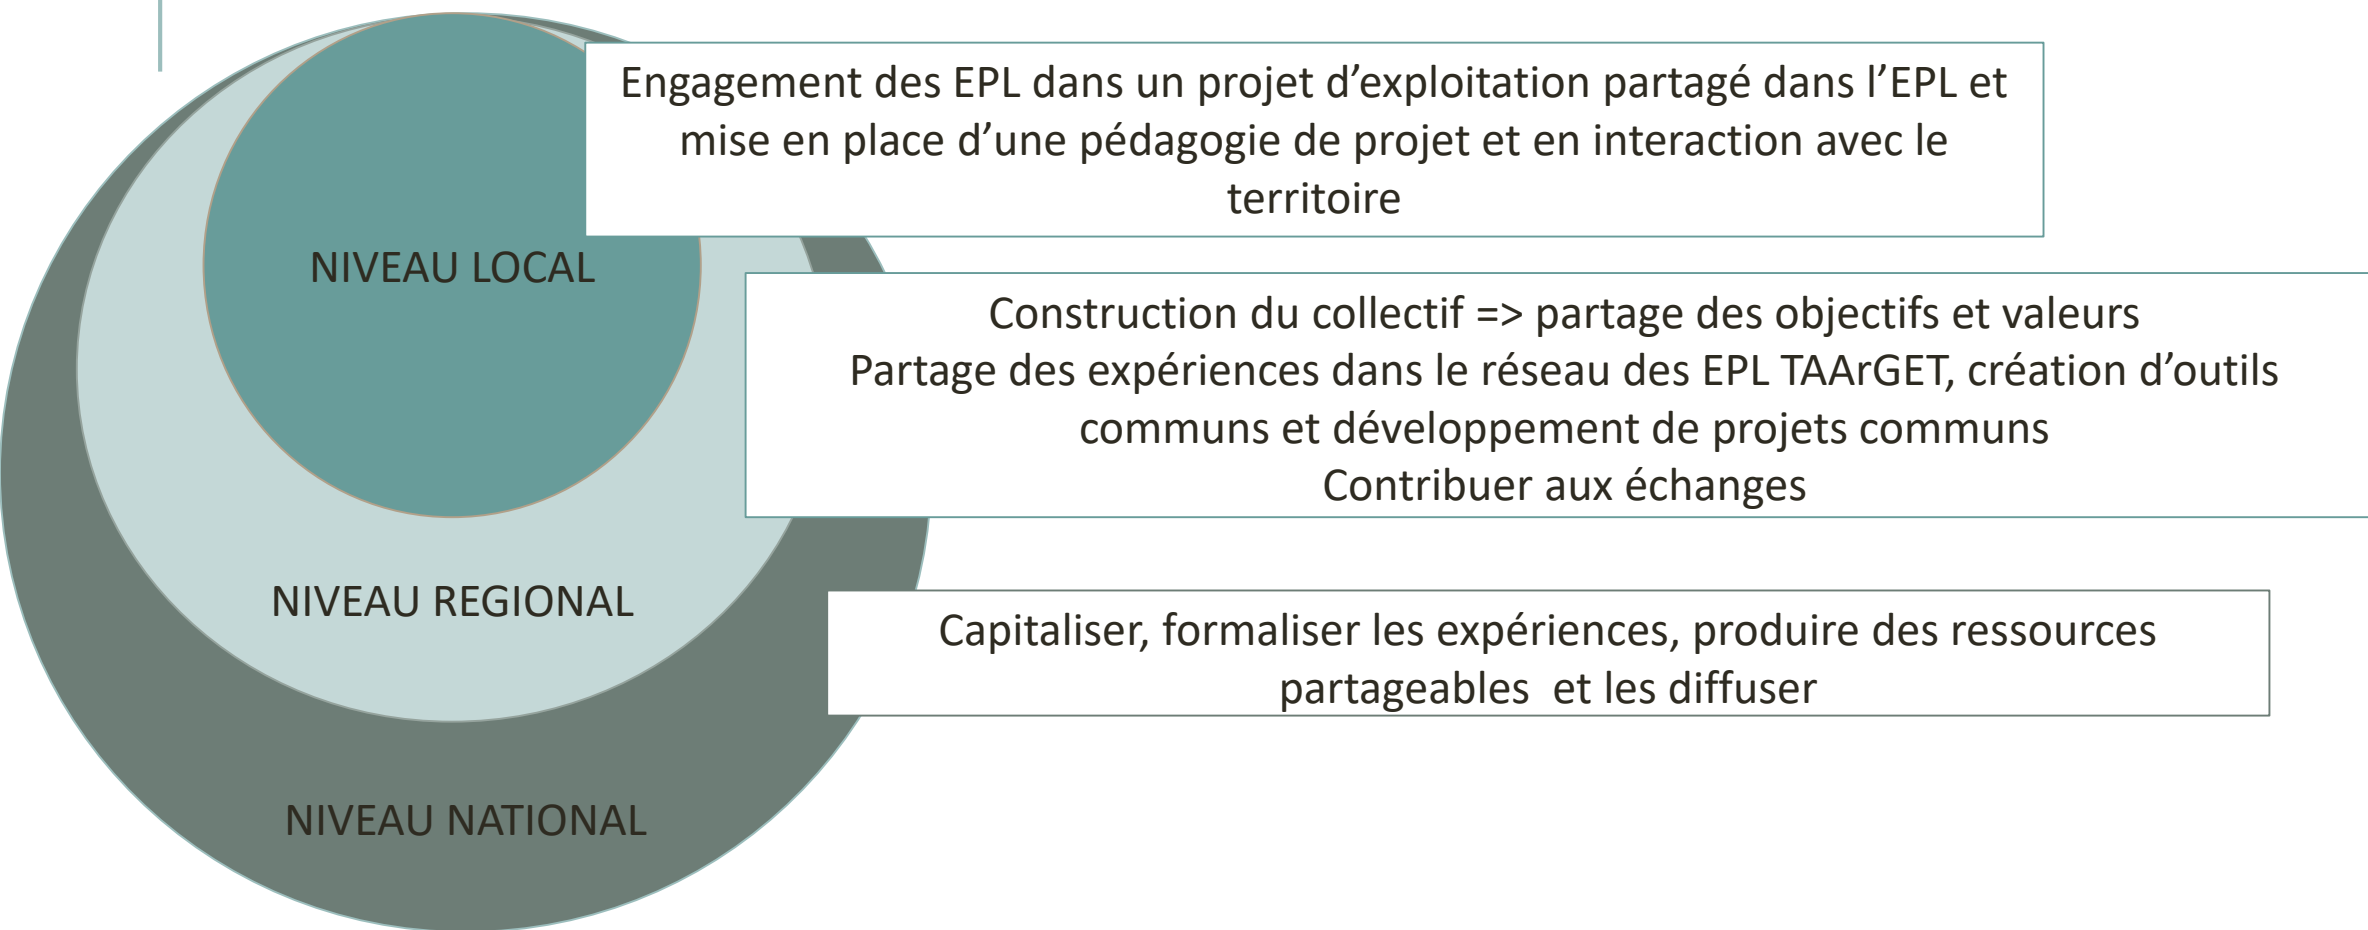 Engagement des EPL dans un projet d’exploitation partagé dans l’EPL et
mise en place d’une pédagogie de projet et en interaction avec le
territoire
NIVEAU LOCAL
Construction du collectif => partage des objectifs et valeurs
Partage des expériences dans le réseau des EPL TAArGET, création d’outils
communs et développement de projets communs
Contribuer aux échanges
NIVEAU REGIONAL
Capitaliser, formaliser les expériences, produire des ressources
partageables  et les diffuser
NIVEAU NATIONAL